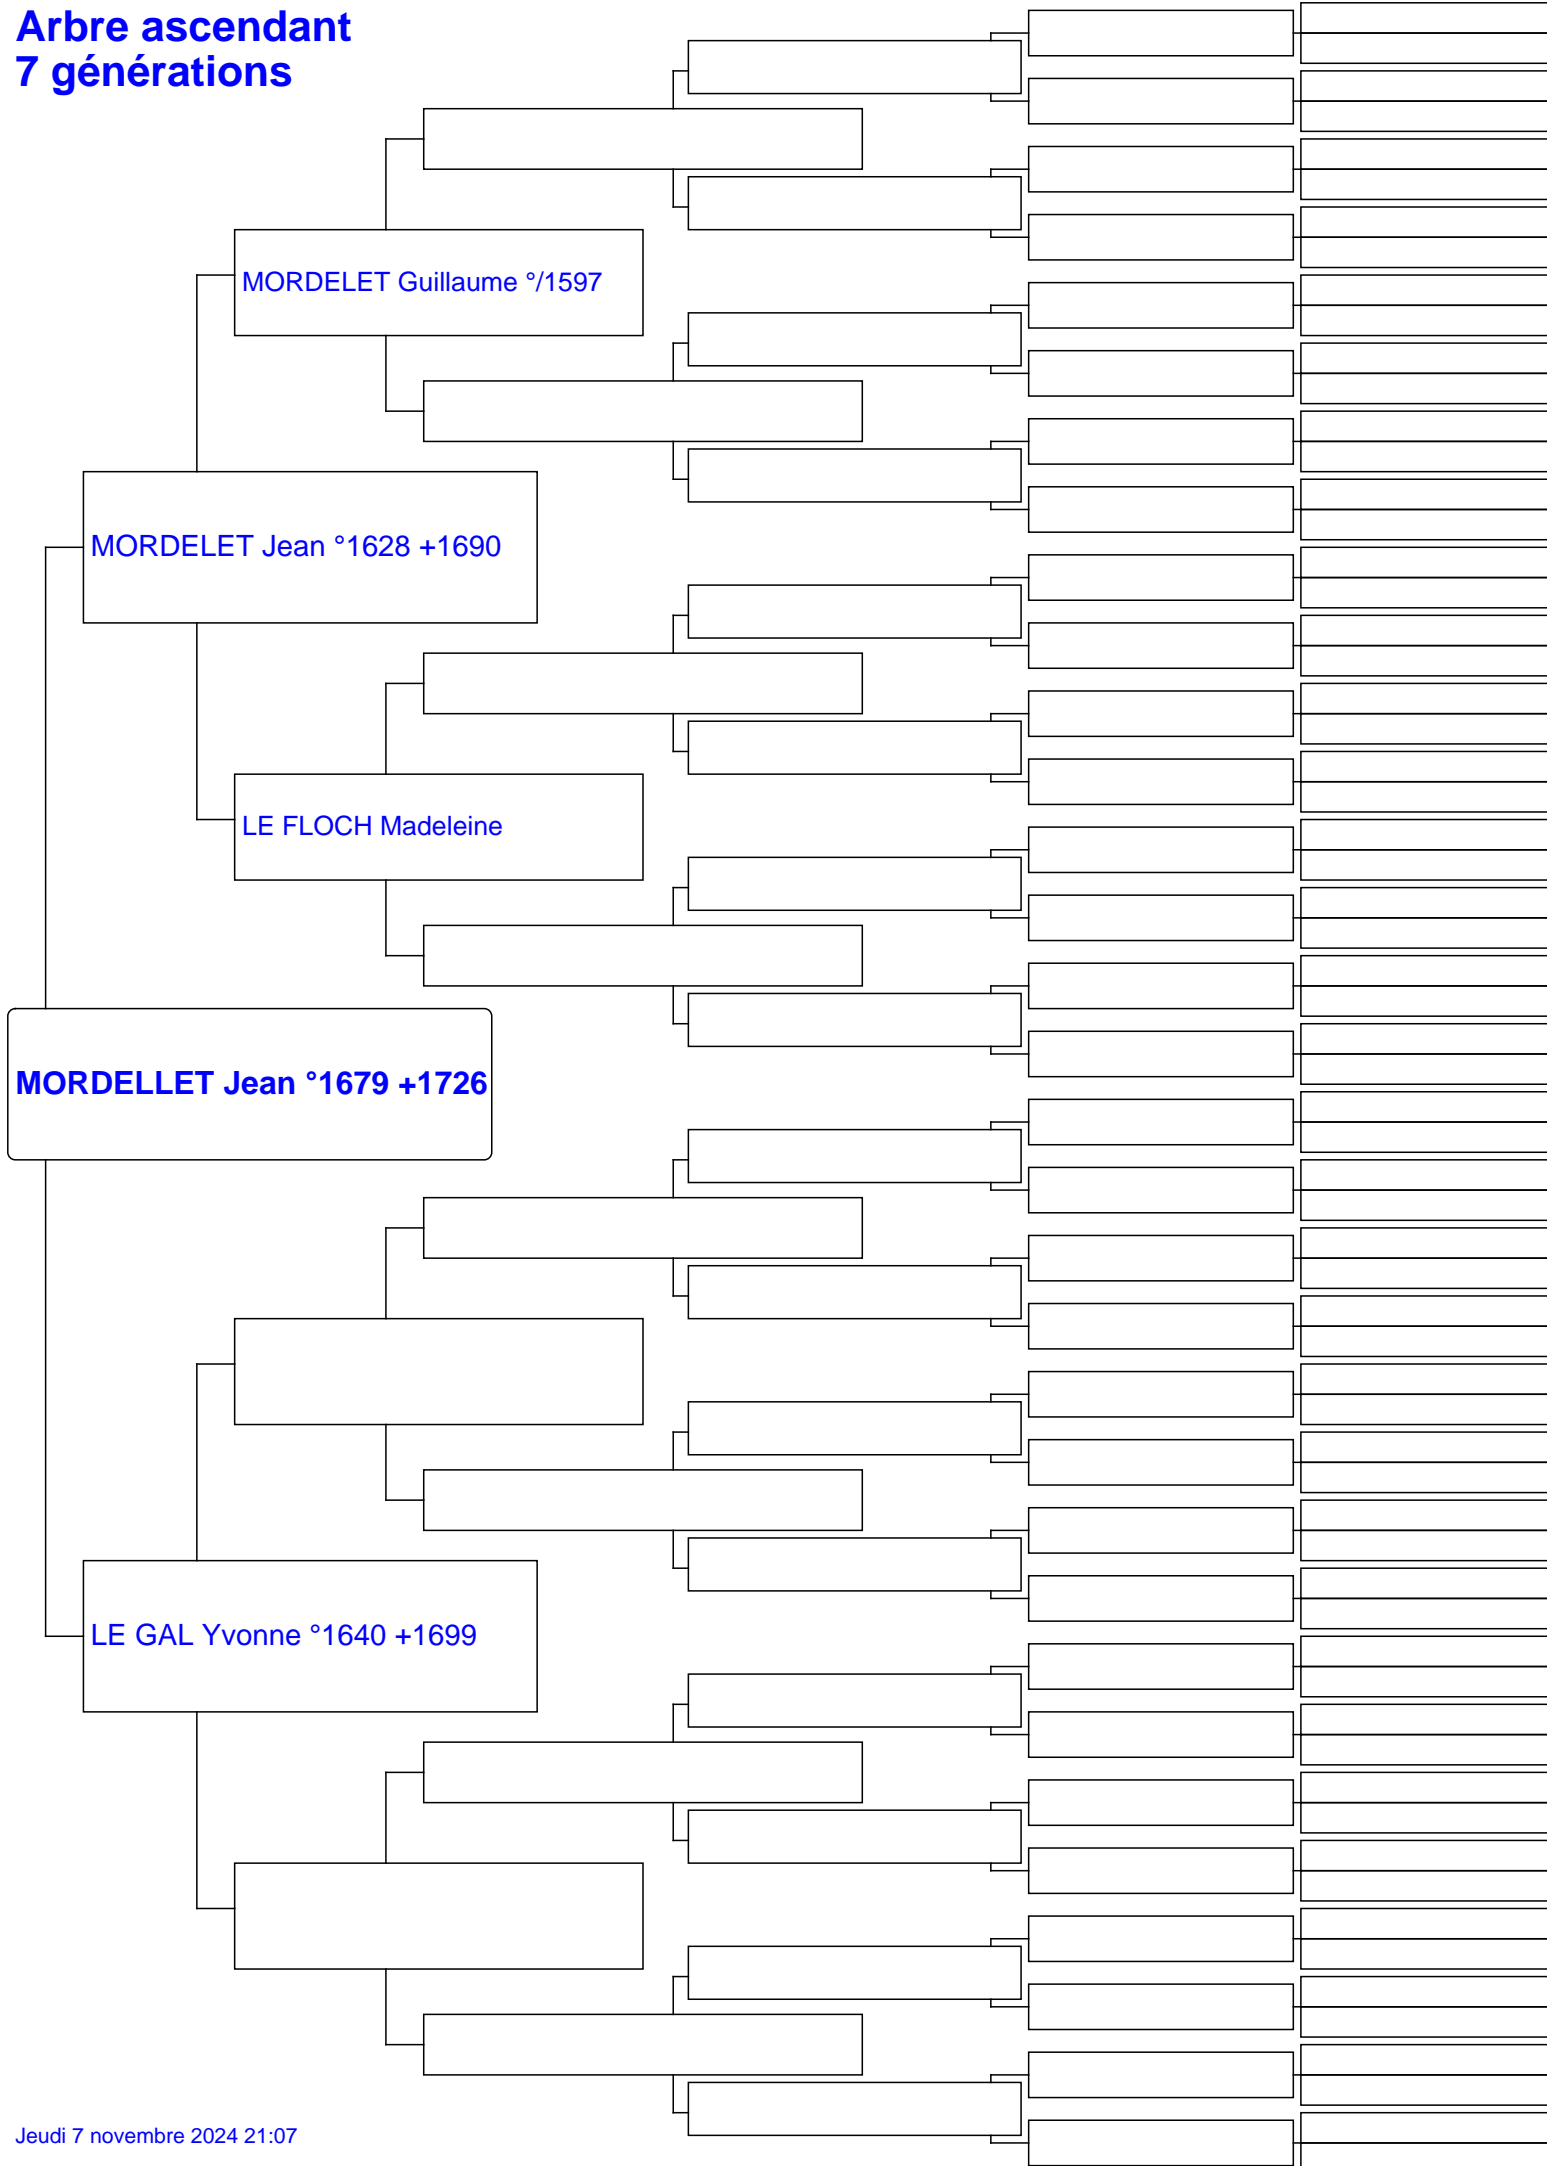 Arbre ascendant
7 générations
MORDELET Guillaume °/1597
MORDELET Jean °1628 +1690
LE FLOCH Madeleine
MORDELLET Jean °1679 +1726
LE GAL Yvonne °1640 +1699
Jeudi 7 novembre 2024 21:07